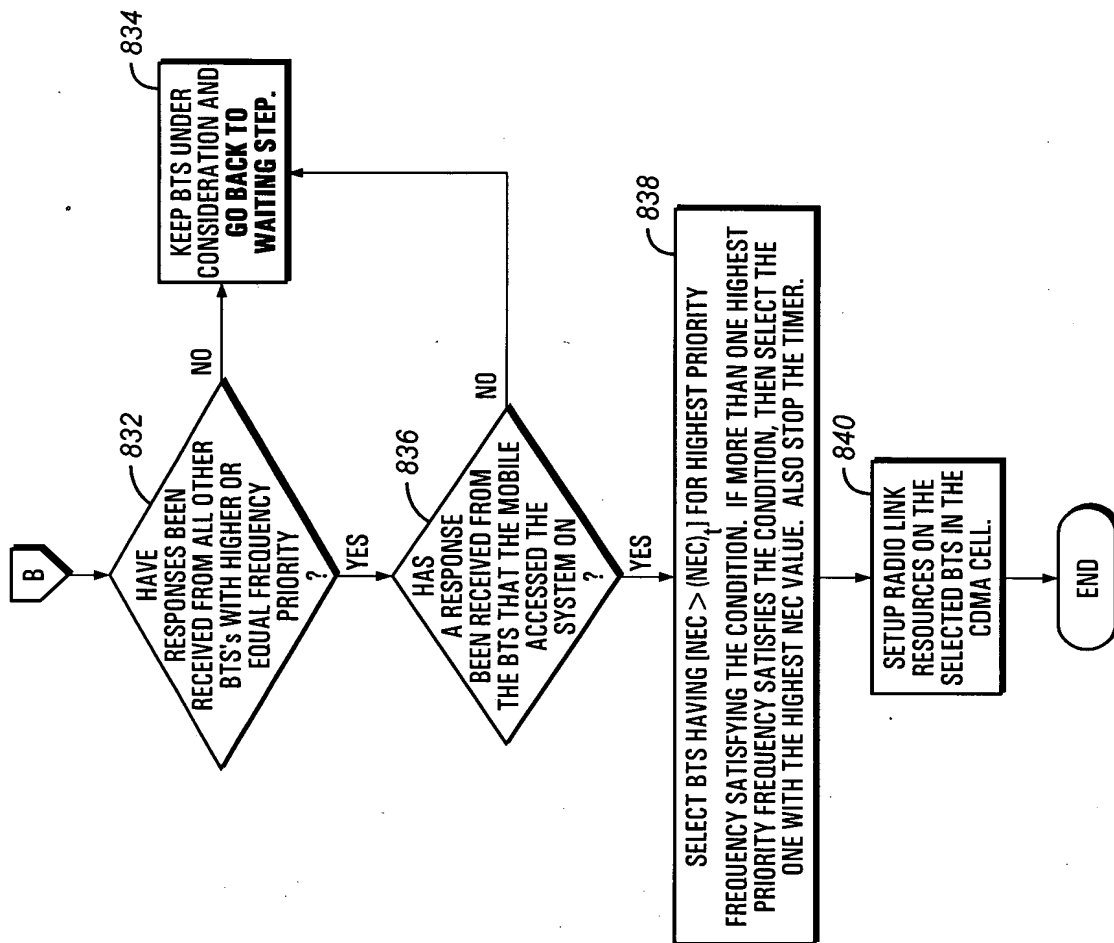 B
832
HAVE
RESPONSES BEEN
RECEIVED FROM ALL OTHER
BTS's WITH HIGHER OR
EQUAL FREQUENCY
PRIORITY
?
NO
834
KEEP BTS UNDER
CONSIDERATION AND
GO BACK TO
WAITING STEP.
YES
836
HAS
A RESPONSE
BEEN RECEIVED FROM
THE BTS THAT THE MOBILE
ACCESSED THE
SYSTEM ON
?
NO
YES
838
SELECT BTS HAVING [NEC > (NEC)t] FOR HIGHEST PRIORITY
FREQUENCY SATISFYING THE CONDITION. IF MORE THAN ONE HIGHEST
PRIORITY FREQUENCY SATISFIES THE CONDITION, THEN SELECT THE
ONE WITH THE HIGHEST NEC VALUE. ALSO STOP THE TIMER.
840
SETUP RADIO LINK
RESOURCES ON THE
SELECTED BTS IN THE
CDMA CELL.
END